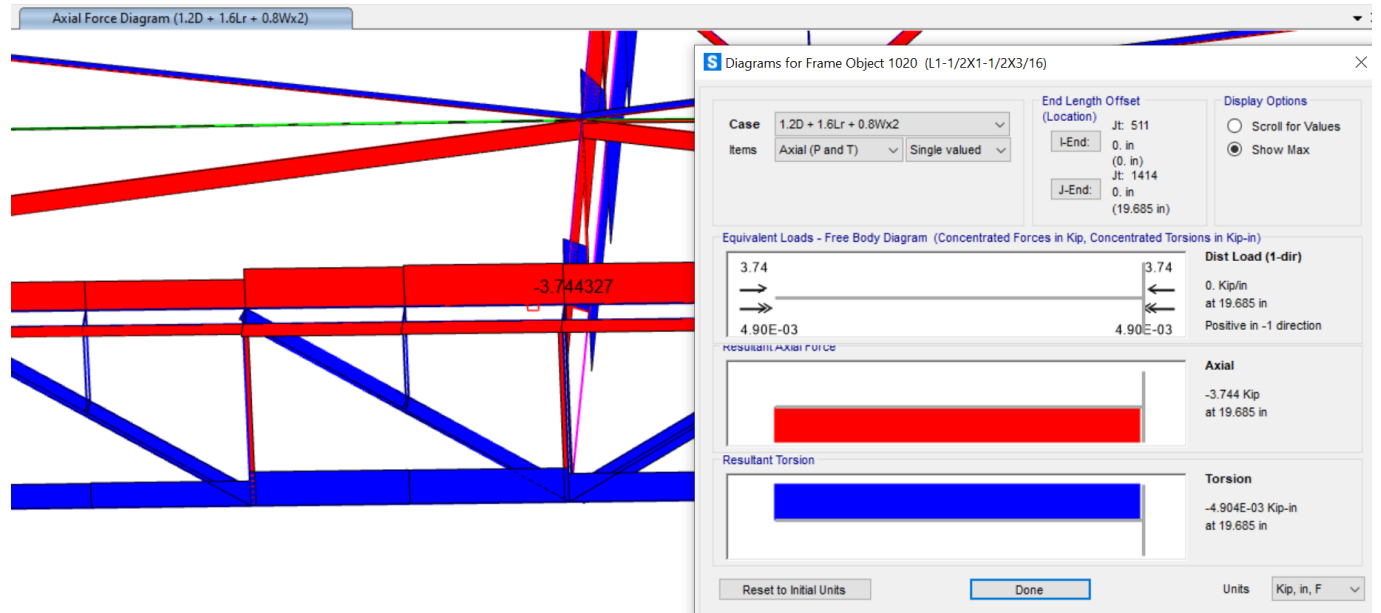 Axial Force Diagram (1.2D + 1.6Lr + 0.8Wx2)
-3.744327
S Diagrams for Frame Object 1020 (L1-1/2X1-1/2X3/16)
Case 1.2D + 1.6Lr + 0.8Wx2
Items Axial (P and T) Single valued
End Length Offset
(Location)
Jt: 511
I-End: 0. in
(0. in)
Jt: 1414
J-End: 0. in
(19.685 in)
Display Options
Scroll for Values
Show Max
Equivalent Loads - Free Body Diagram (Concentrated Forces in Kip, Concentrated Torsions in Kip-in)
3.74 3.74
4.90E-03 4.90E-03
Dist Load (1-dir)
0. Kip/in
at 19.685 in
Positive in -1 direction
Resultant Axial Force
Axial
-3.744 Kip
at 19.685 in
Resultant Torsion
Torsion
-4.904E-03 Kip-in
at 19.685 in
Reset to Initial Units Done Units Kip, in, F